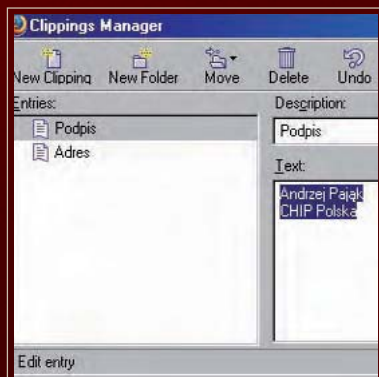 Clippings Manager
New Clipping New Folder Move Delete Undo
Entries:
Podpis
Adres
Description:
Podpis
Text:
Andrzej Pająk
CHIP Polska
Edit entry